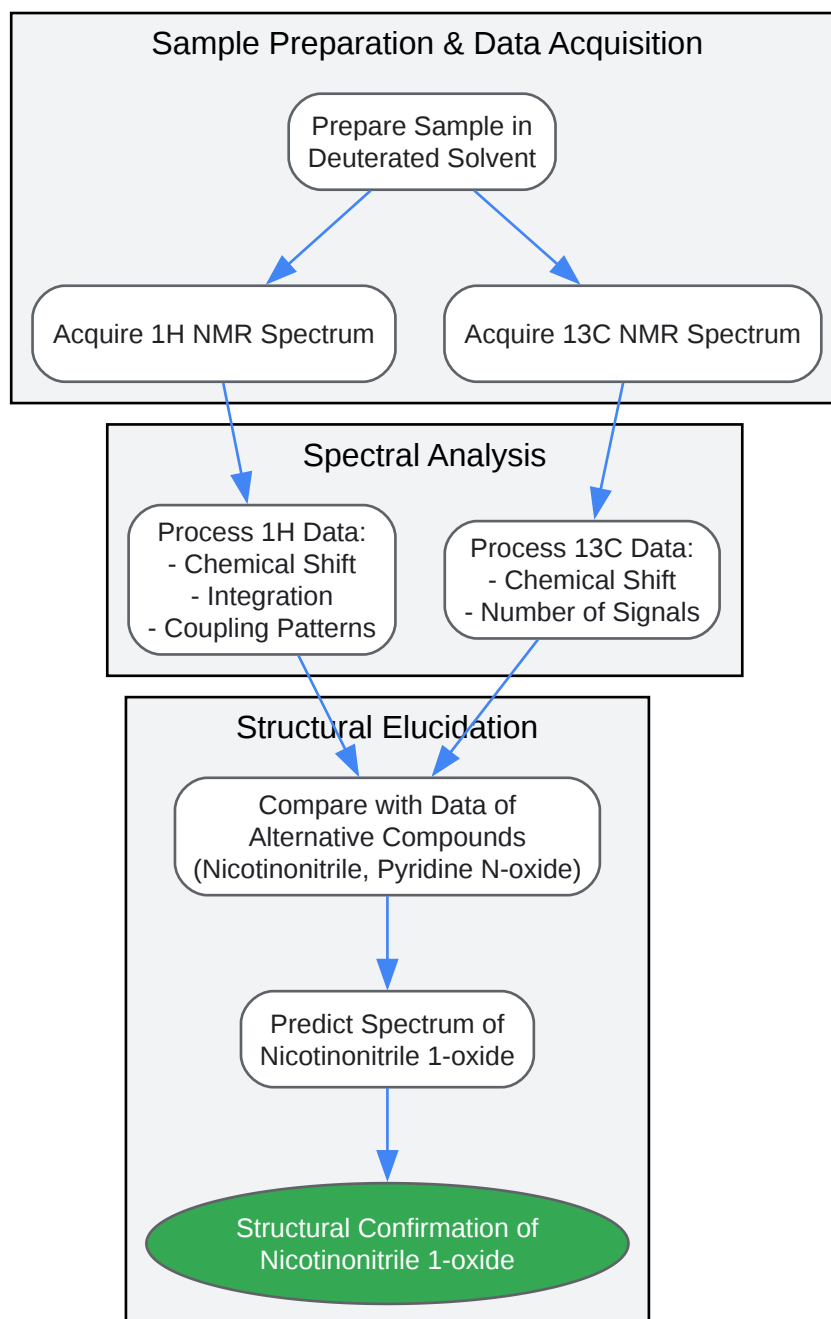 Sample Preparation & Data Acquisition
Prepare Sample in
Deuterated Solvent
Acquire 1H NMR Spectrum
Acquire 13C NMR Spectrum
Spectral Analysis
Process 1H Data:
- Chemical Shift
- Integration
- Coupling Patterns
Process 13C Data:
- Chemical Shift
- Number of Signals
Structural Elucidation
Compare with Data of
Alternative Compounds
(Nicotinonitrile, Pyridine N-oxide)
Predict Spectrum of
Nicotinonitrile 1-oxide
Structural Confirmation of
Nicotinonitrile 1-oxide